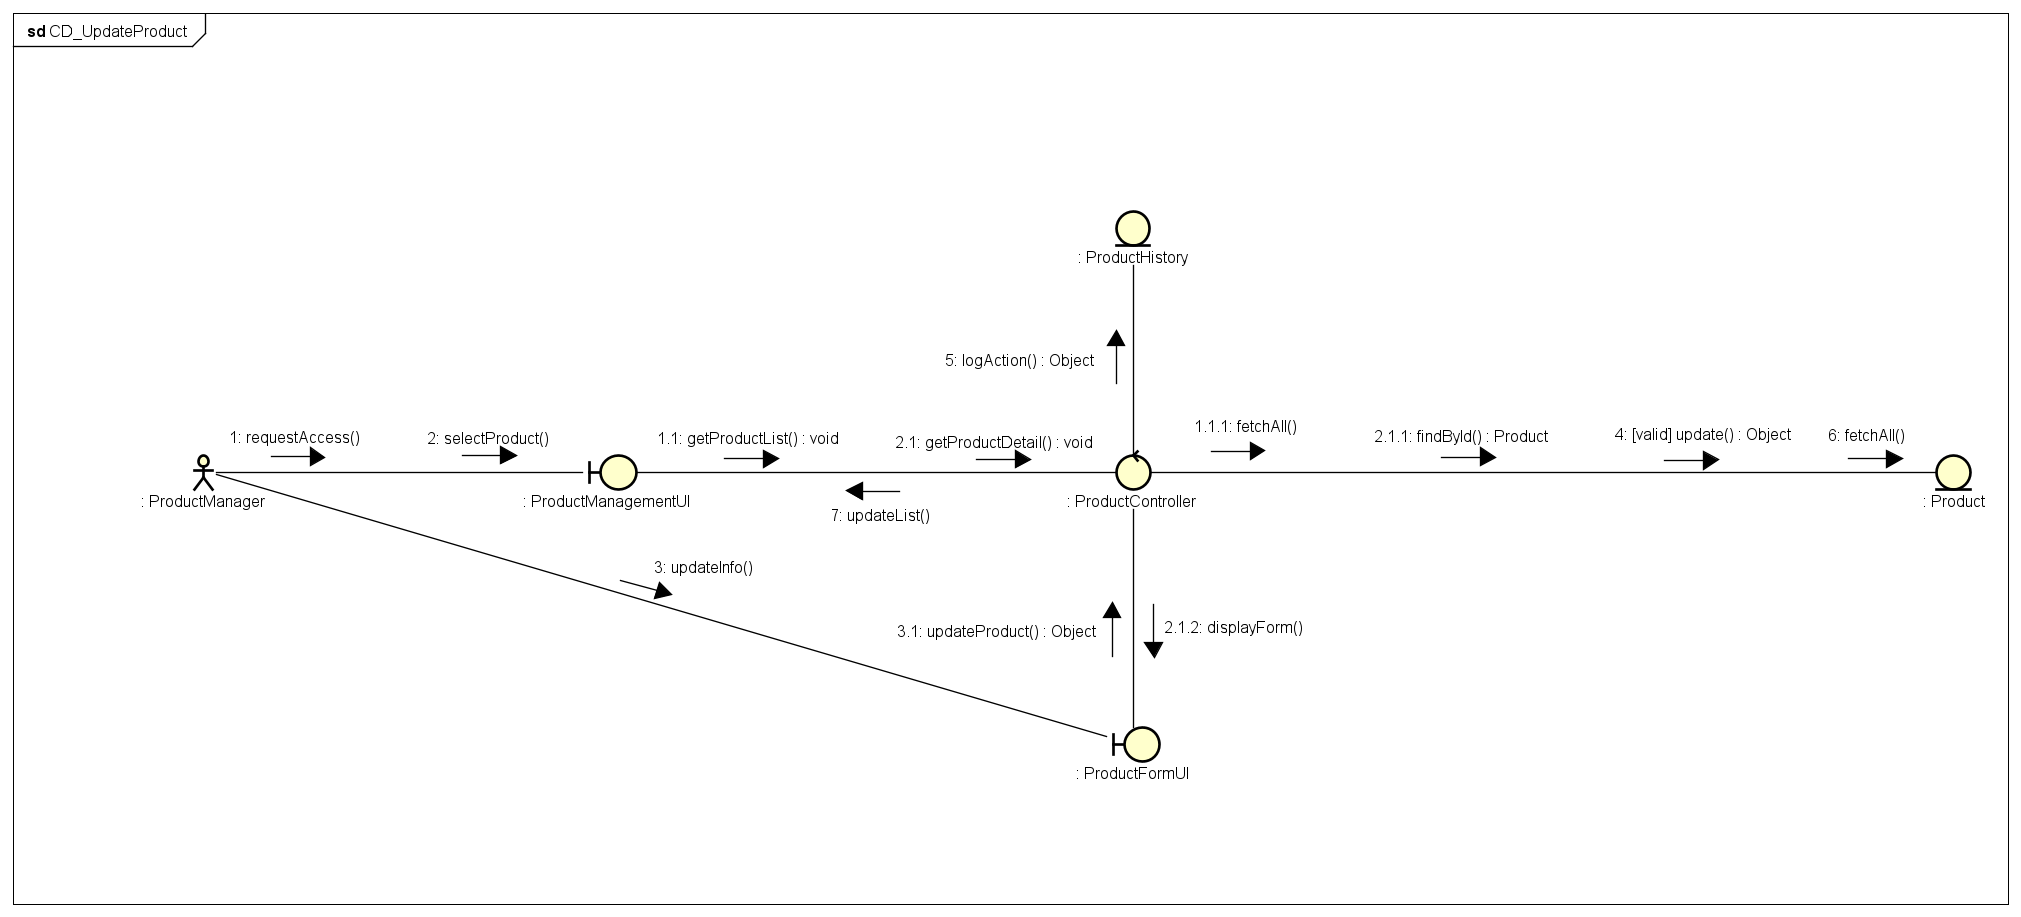 sd CD_UpdateProduct
: ProductHistory
5: logAction() : Object
1: requestAccess()
2: selectProduct()
1.1: getProductList() : void
2.1: getProductDetail() : void
1.1.1: fetchAll()
2.1.1: findById() : Product
4: [valid] update() : Object
6: fetchAll()
: ProductManager
: ProductManagementUI
7: updateList()
: ProductController
: Product
3: updateInfo()
3.1: updateProduct() : Object
2.1.2: displayForm()
: ProductFormUI